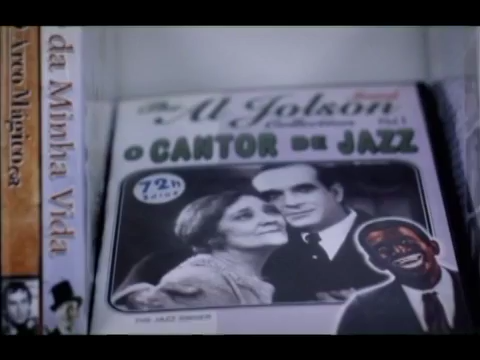 da Minha Vida
Arco Mágico
The Al Jolson
Collection
Vol.1
O CANTOR DE JAZZ
72h
THE JAZZ SINGER